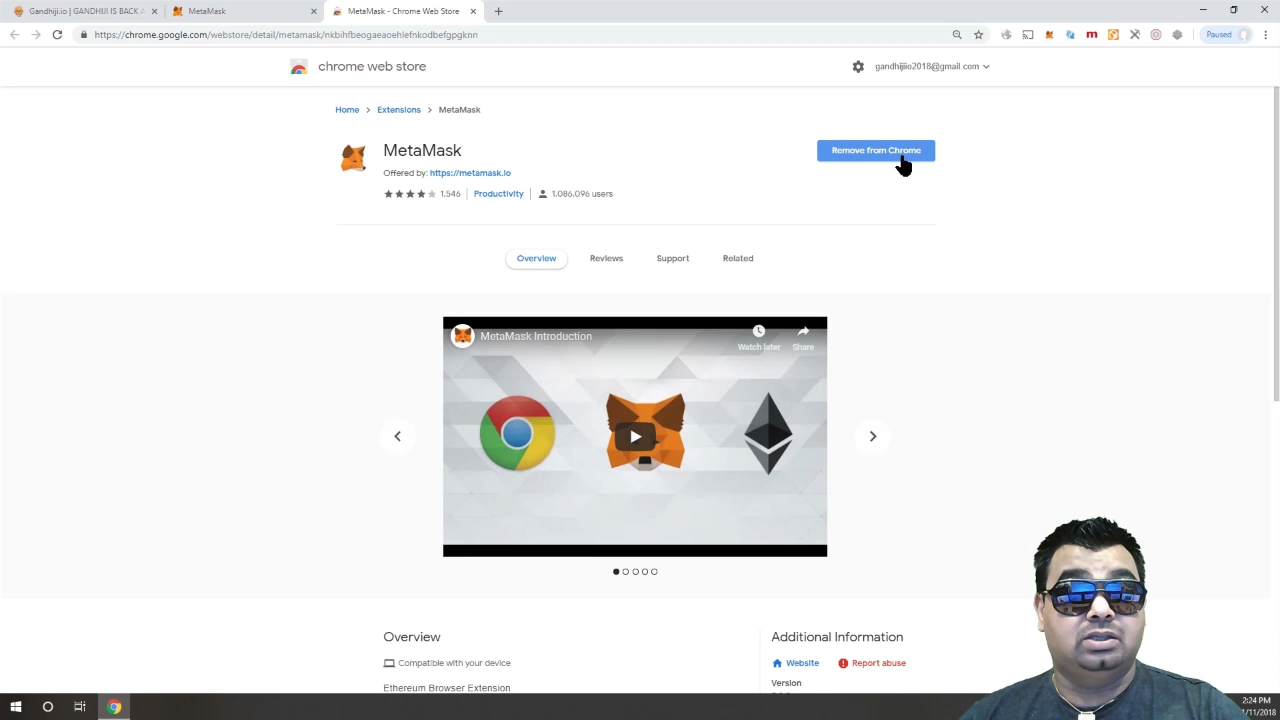 Gandhiji.io | GANDHIJI IS BACK A
MetaMask
MetaMask - Chrome Web Store
https://chrome.google.com/webstore/detail/metamask/nkbihfbeogaeaoehlefnkodbefgpgknn
Paused
chrome web store
gandhijiio2018@gmail.com
Home > Extensions > MetaMask
MetaMask
Remove from Chrome
Offered by: https://metamask.io
1,546 | Productivity | 1,086,096 users
Overview
Reviews
Support
Related
MetaMask Introduction
Watch later
Share
Overview
Additional Information
Compatible with your device
Website
Report abuse
Version
Ethereum Browser Extension
2:24 PM
/11/2018